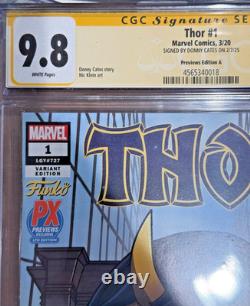 CGC Signature SE
9.8
WHITE Pages
Donny Cates story
Nic Klein art
Thor #1
Marvel Comics, 3/20
SIGNED BY DONNY CATES ON 2/7/25
Previews Edition A
4565340018
MARVEL
1
LGY#727
VARIANT
EDITION
Funko
PX
PREVIEWS
EXCLUSIVE
THO